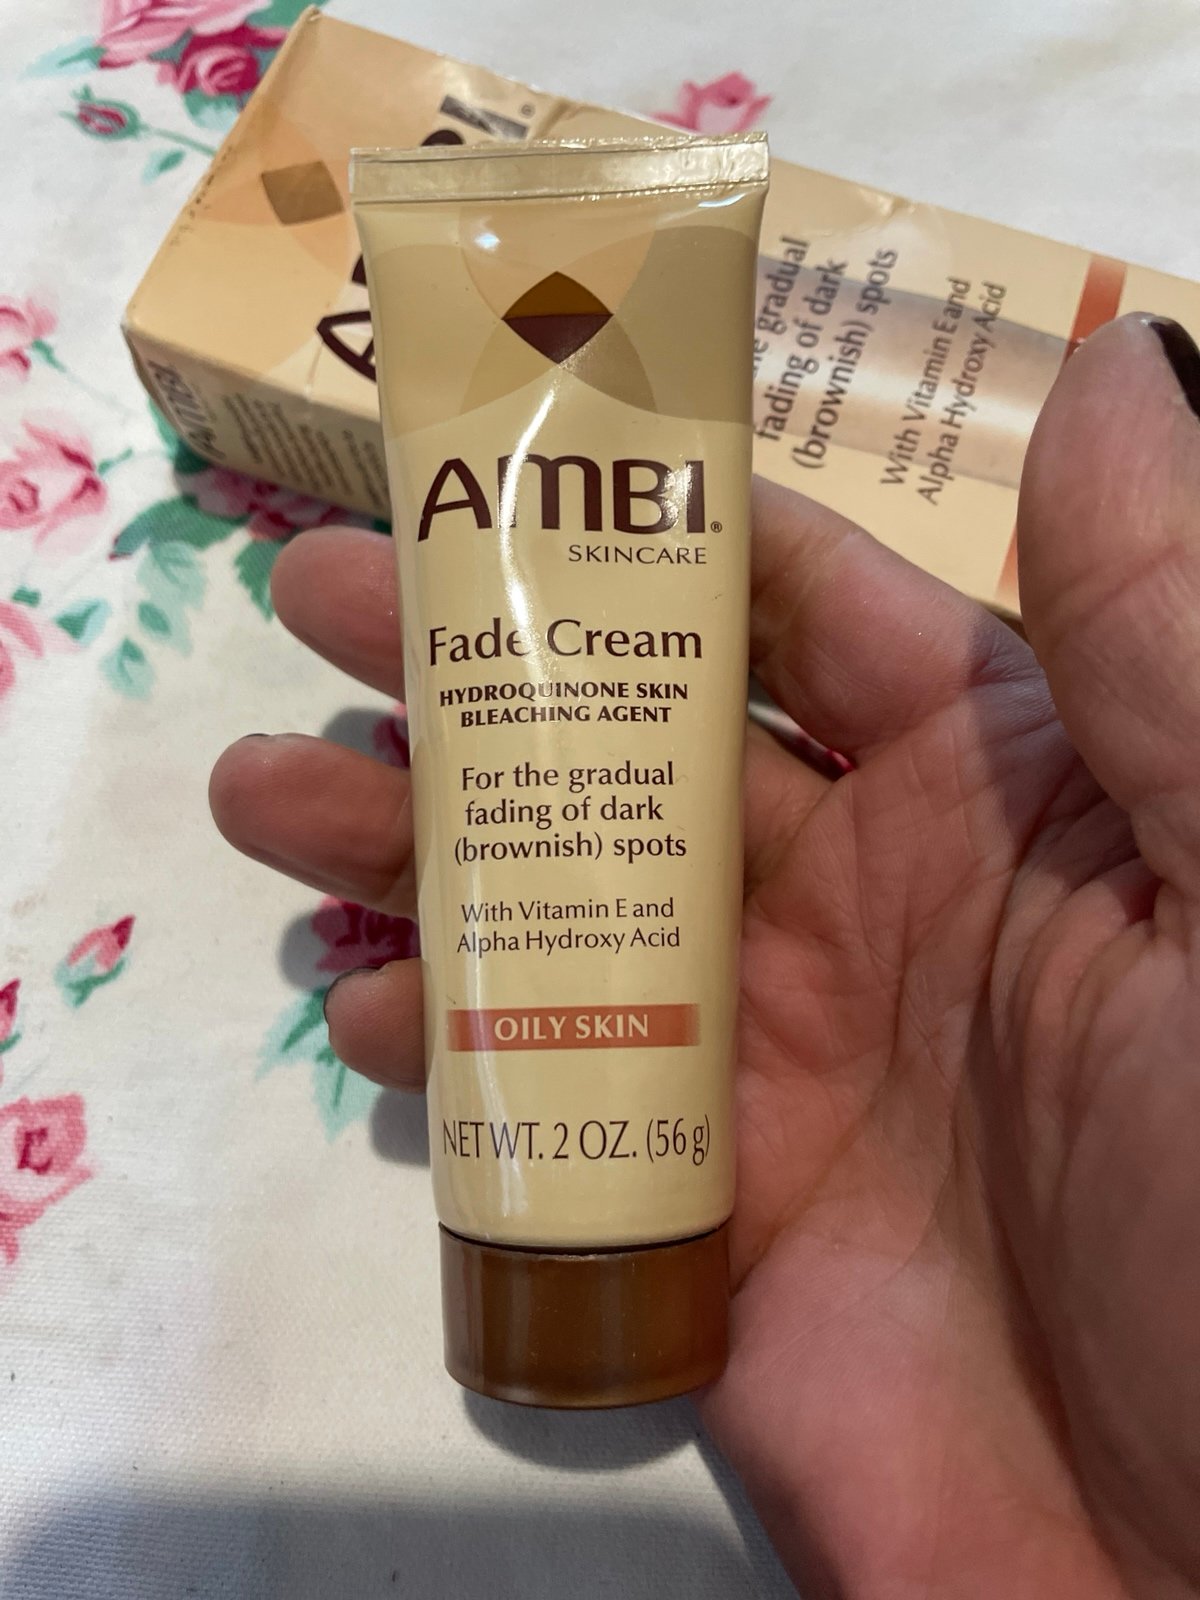 AMBI®
SKINCARE
Fade Cream
HYDROQUINONE SKIN
BLEACHING AGENT
For the gradual
fading of dark
(brownish) spots
With Vitamin E and
Alpha Hydroxy Acid
OILY SKIN
NET WT. 2 OZ. (56 g)
gradual
fading of dark
(brownish) spots
With Vitamin E and
Alpha Hydroxy Acid